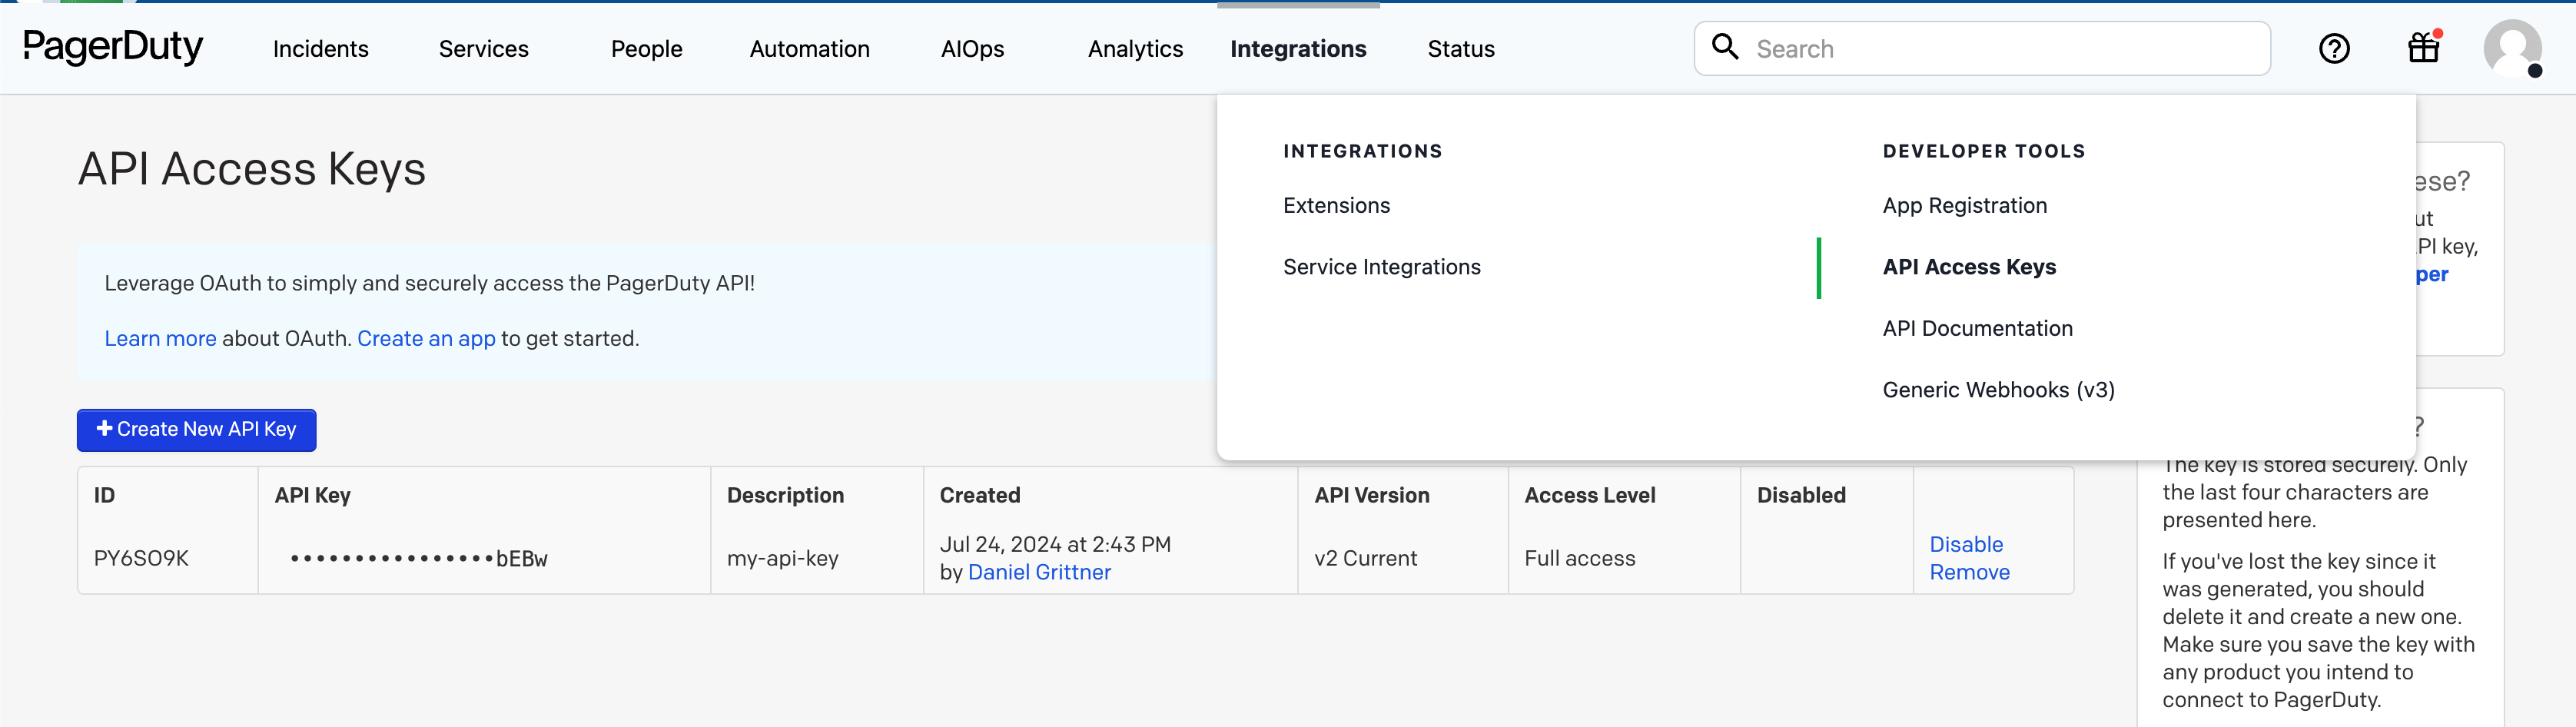 PagerDuty
Incidents
Services
People
Automation
AIOps
Analytics
Integrations
Status
Search
INTEGRATIONS
Extensions
Service Integrations
DEVELOPER TOOLS
App Registration
API Access Keys
API Documentation
Generic Webhooks (v3)
API Access Keys
Leverage OAuth to simply and securely access the PagerDuty API!
Learn more about OAuth. Create an app to get started.
Create New API Key
ID API Key Description Created API Version Access Level Disabled
PY6SO9K ••••••••••••••••bEBw my-api-key Jul 24, 2024 at 2:43 PM v2 Current Full access Disable
by Daniel Grittner Remove
ese?
ut
PI key,
per
?
The key is stored securely. Only
the last four characters are
presented here.
If you've lost the key since it
was generated, you should
delete it and create a new one.
Make sure you save the key with
any product you intend to
connect to PagerDuty.